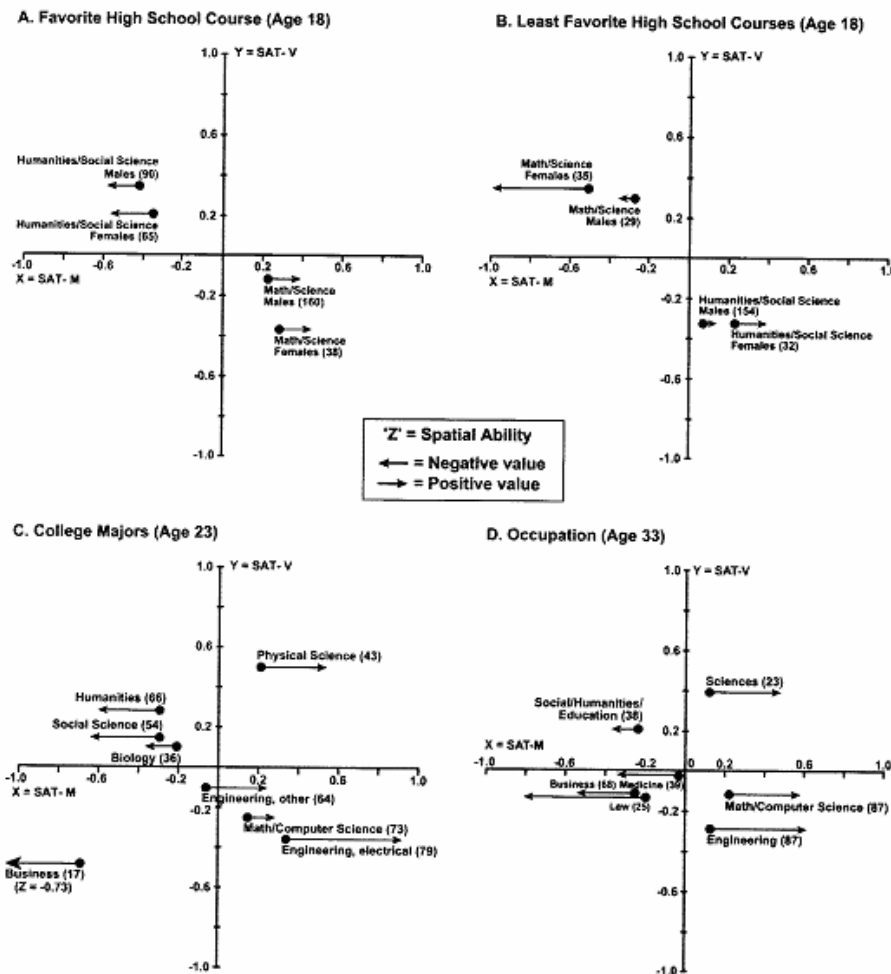 A. Favorite High School Course (Age 18)
Y = SAT- V
1.0
0.6
0.2
-0.2
-0.6
-1.0
-1.0
-0.6
-0.2
0.2
0.6
1.0
X = SAT- M
Humanities/Social Science
Males (90)
Humanities/Social Science
Females (65)
Math/Science
Males (160)
Math/Science
Females (38)
B. Least Favorite High School Courses (Age 18)
Y = SAT-V
1.0
0.6
0.2
-0.2
-0.6
-1.0
-1.0
-0.6
-0.2
0.2
0.6
1.0
X = SAT- M
Math/Science
Females (35)
Math/Science
Males (29)
Humanities/Social Science
Males (154)
Humanities/Social Science
Females (32)
'Z' = Spatial Ability
= Negative value
= Positive value
C. College Majors (Age 23)
Y = SAT-V
1.0
0.6
0.2
-0.2
-0.6
-1.0
-1.0
-0.6
-0.2
0.2
0.6
1.0
X = SAT- M
Physical Science (43)
Humanities (66)
Social Science (54)
Biology (36)
Engineering, other (64)
Math/Computer Science (73)
Engineering, electrical (79)
Business (17)
(Z = -0.73)
D. Occupation (Age 33)
Y =SAT-V
1.0
0.6
0.2
-0.2
-0.6
-1.0
-1.0
-0.6
-0.2
0.2
0.6
1.0
X = SAT-M
Sciences (23)
Social/Humanities/
Education (38)
Business (68) Medicine (39)
Law (25)
Math/Computer Science (87)
Engineering (87)